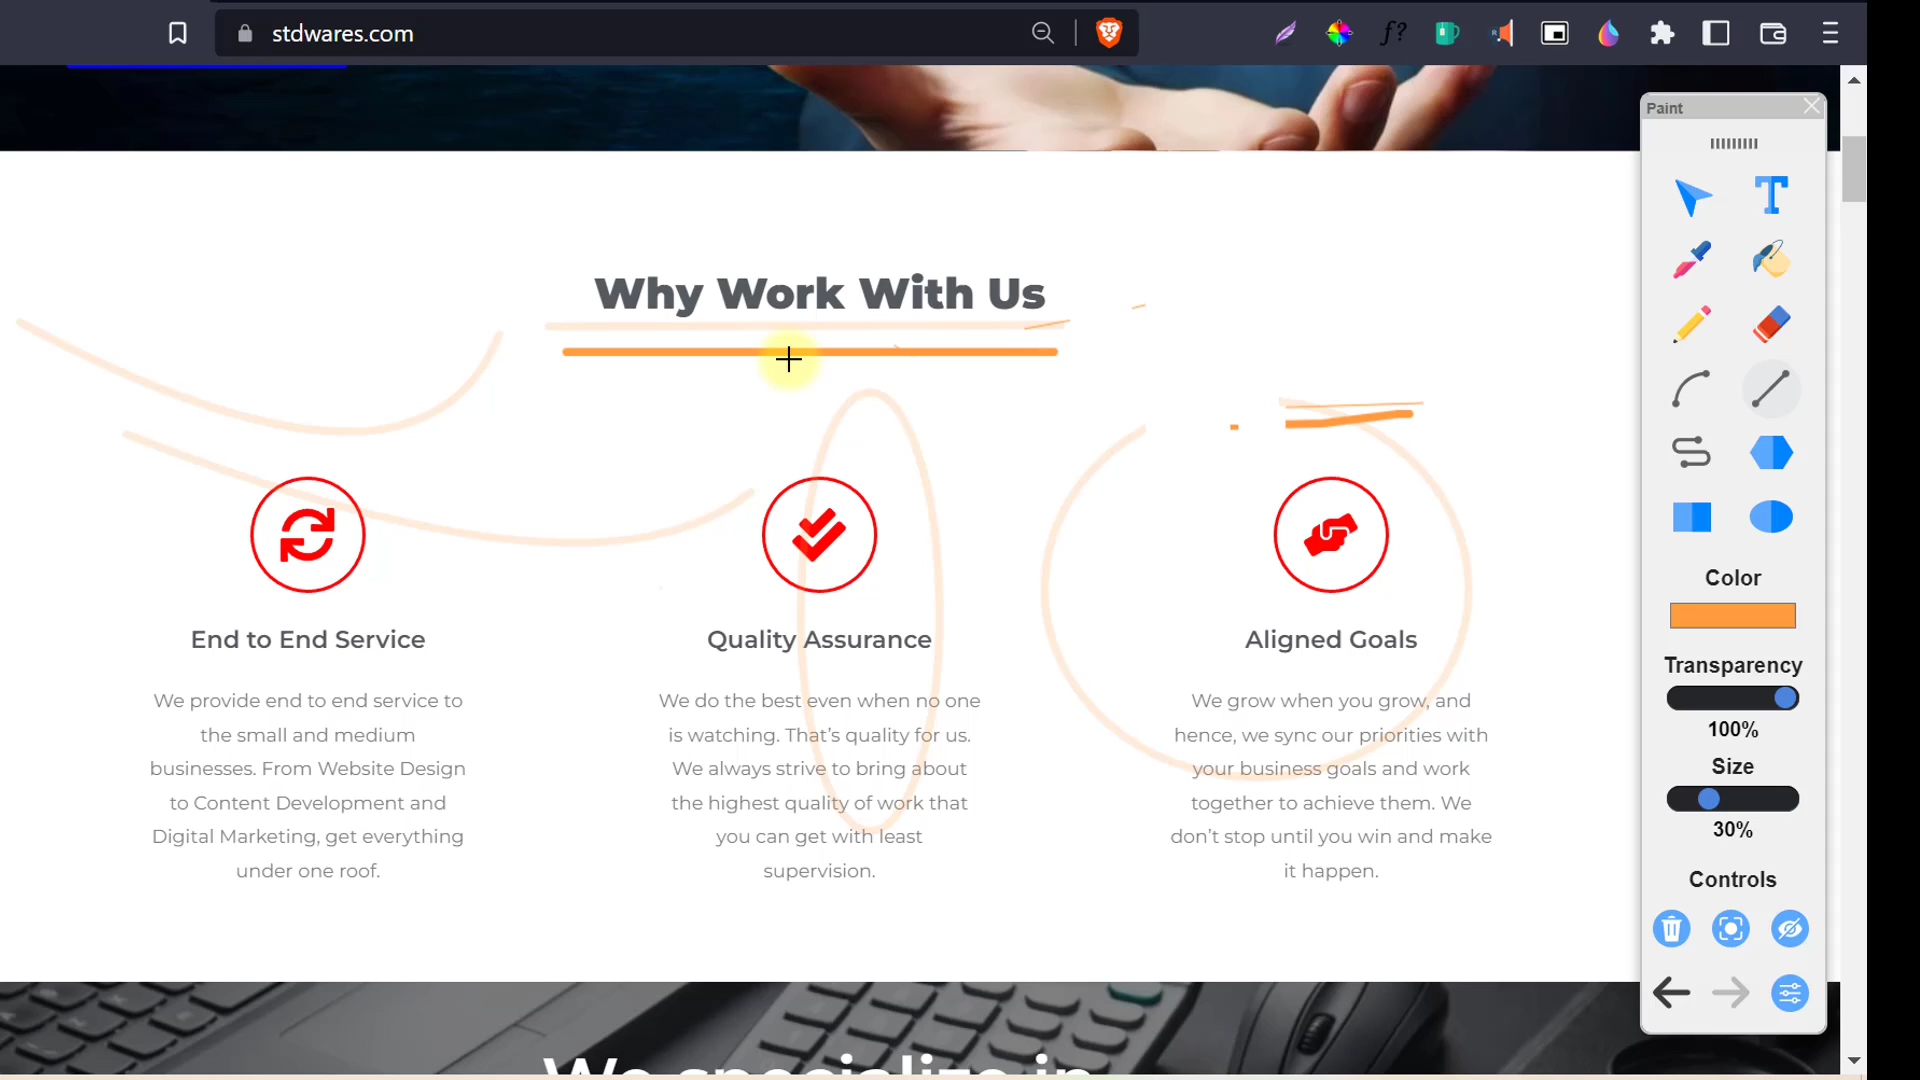 stdwares.com
f?
R
Paint
T
Why Work With Us
End to End Service
We provide end to end service to
the small and medium
businesses. From Website Design
to Content Development and
Digital Marketing, get everything
under one roof.
Quality Assurance
We do the best even when no one
is watching. That's quality for us.
We always strive to bring about
the highest quality of work that
you can get with least
supervision.
Aligned Goals
We grow when you grow, and
hence, we sync our priorities with
your business goals and work
together to achieve them. We
don't stop until you win and make
it happen.
Color
Transparency
100%
Size
30%
Controls
We specialize in